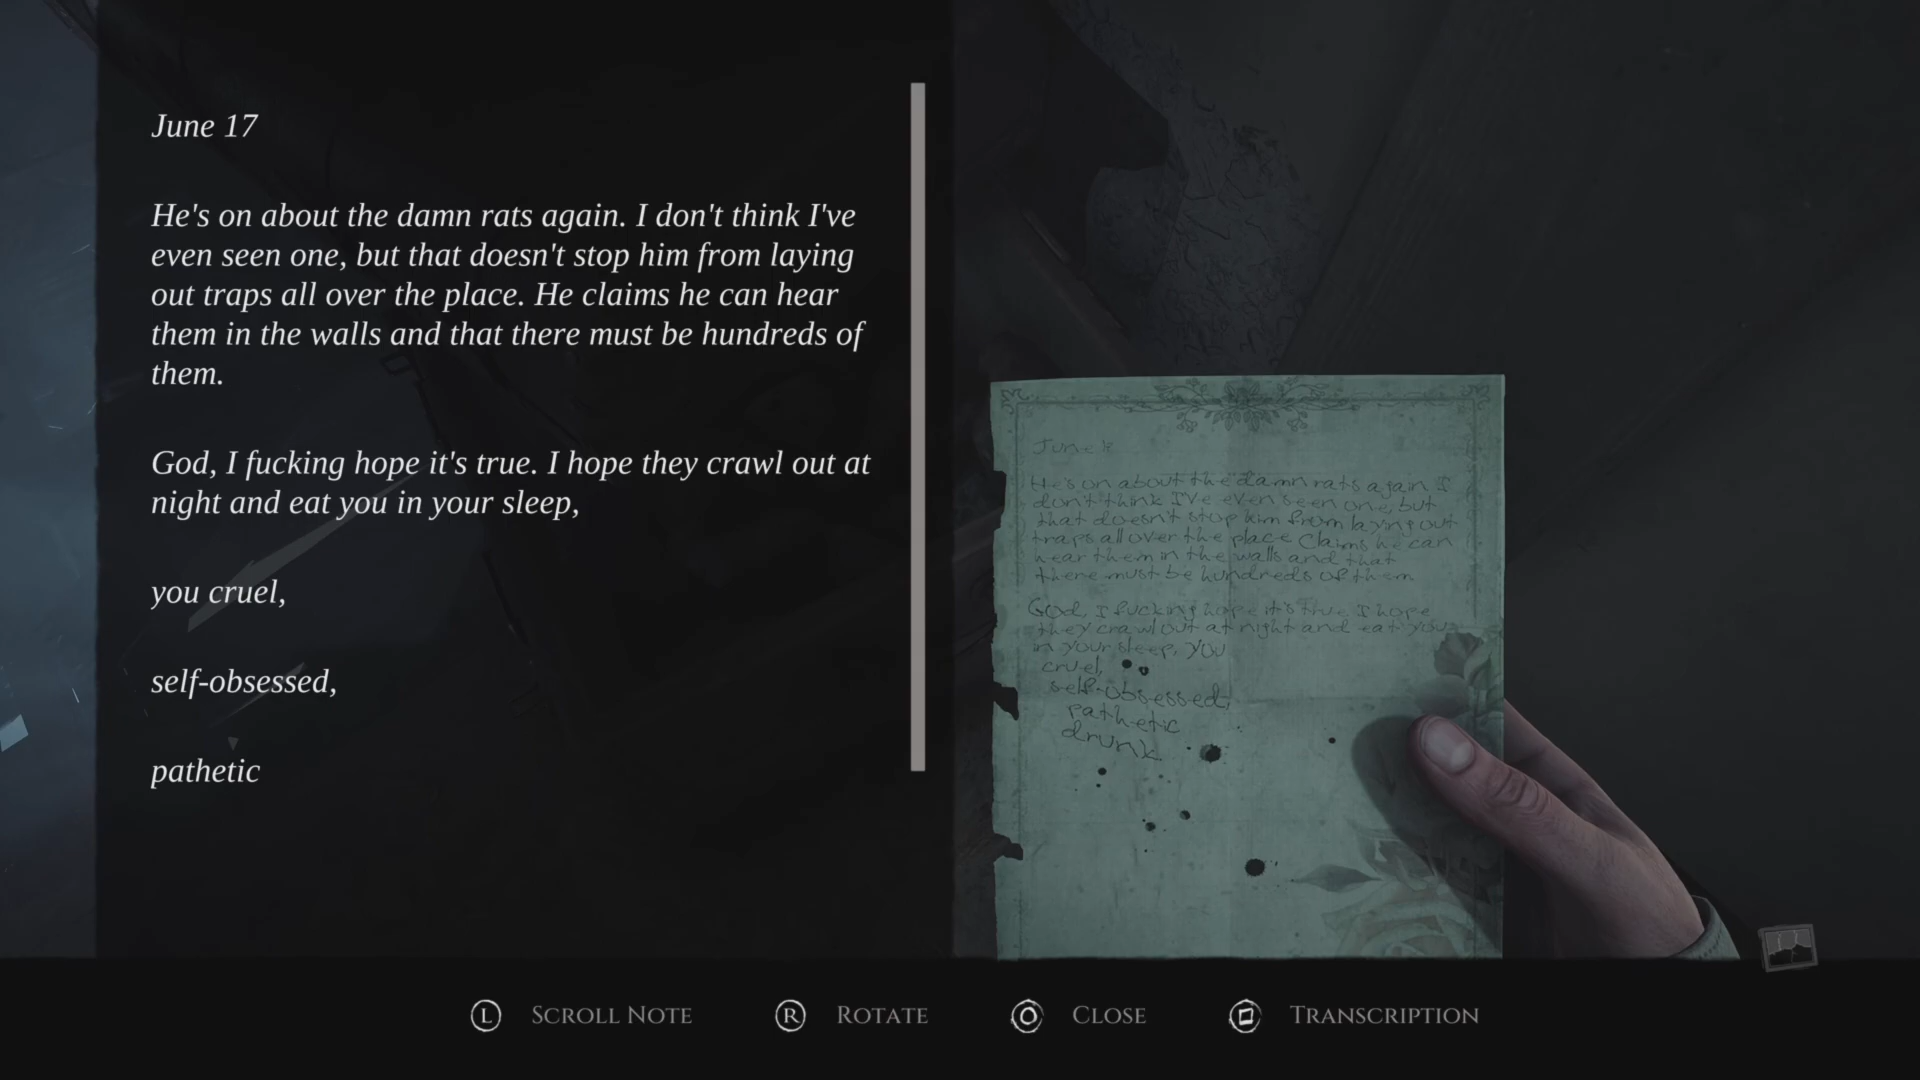 June 17
He's on about the damn rats again. I don't think I've
even seen one, but that doesn't stop him from laying
out traps all over the place. He claims he can hear
them in the walls and that there must be hundreds of
them.
God, I fucking hope it's true. I hope they crawl out at
night and eat you in your sleep,
you cruel,
self-obsessed,
pathetic
He's on about the damn rats again I
don't think I've even seen one, but
that doesn't stop him from laying out
traps all over the place Claims he can
hear them in the walls and that
there must be hundreds of them
God, I fucking hope it's true I hope
they crawl out at night and eat you
in your sleep, you
cruel,
self-obsessed,
pathetic
drunk.
L SCROLL NOTE
R ROTATE
CLOSE
TRANSCRIPTION